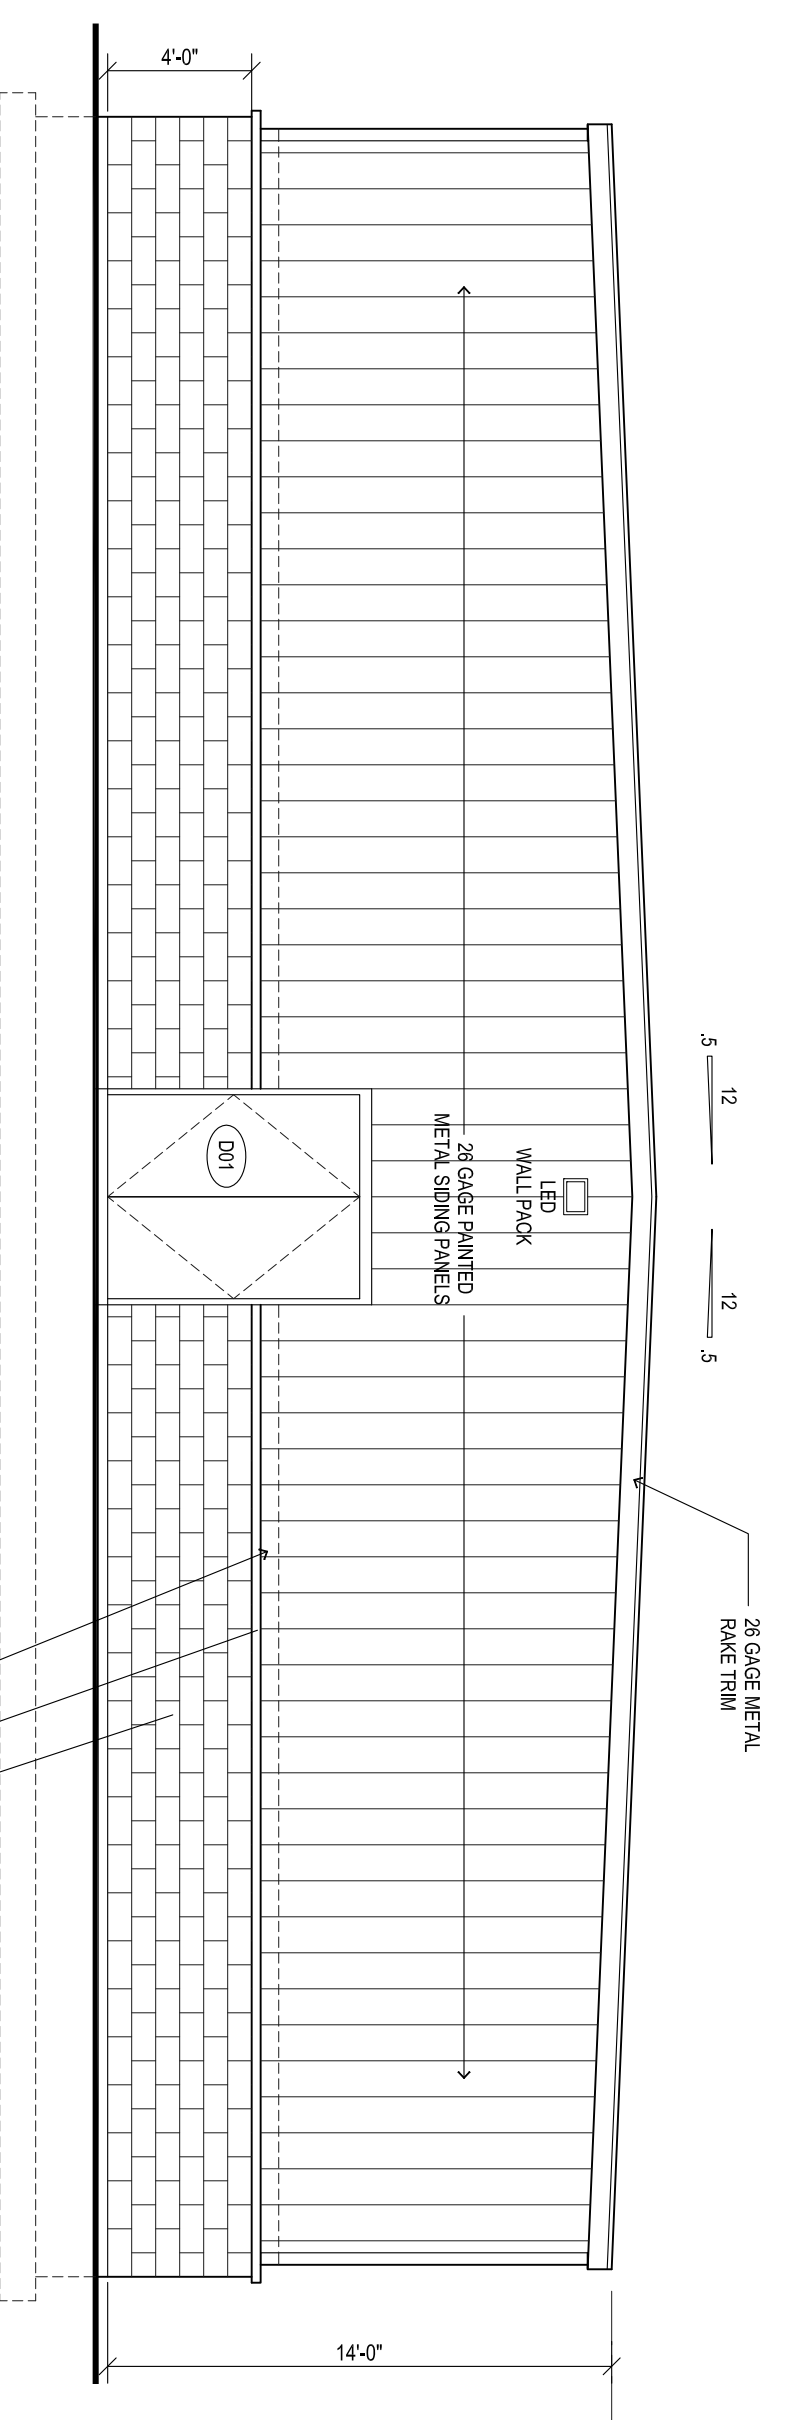 4'-0"
.5
12
12
.5
26 GAGE METAL
RAKE TRIM
LED
WALL PACK
26 GAGE PAINTED
METAL SIDING PANELS
D01
14'-0"